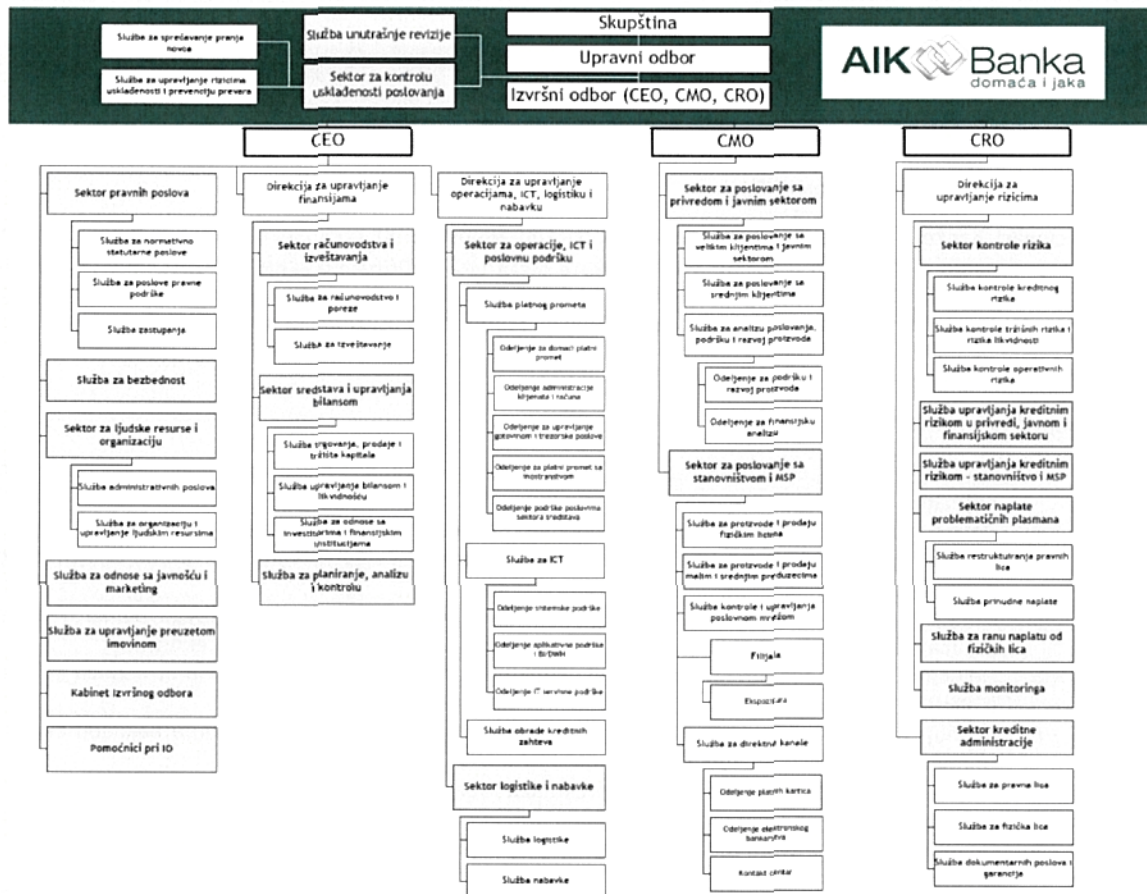 Skupština
Služba za sprečavanje pranja
novca
Služba unutrašnje revizije
Upravni odbor
AIK Banka
domaća i jaka
Služba za upravljanje rizicima
usklađenosti i prevenciju prevara
Sektor za kontrolu
usklađenosti poslovanja
Izvršni odbor (CEO, CMO, CRO)
CEO
Sektor pravnih poslova
Služba za normativno
statutarne poslove
Služba za poslove pravne
podrške
Služba zastupanja
Služba za bezbednost
Sektor za ljudske resurse i
organizaciju
Služba administrativnih poslova
Služba za organizaciju i
upravljanje ljudskim resursima
Služba za odnose sa javnošću i
marketing
Služba za upravljanje preuzetom
imovinom
Kabinet Izvršnog odbora
Pomoćnici pri IO
Direkcija za upravljanje
finansijama
Sektor računovodstva i
izveštavanja
Služba za računovodstvo i
poreze
Služba za izveštavanje
Sektor sredstava i upravljanja
bilansom
Služba trgovanja, prodaje i
tržišta kapitala
Služba upravljanja bilansom i
likvidnošću
Služba za odnose sa
investitorima i finansijskim
institucijama
Služba za planiranje, analizu
i kontrolu
Direkcija za upravljanje
operacijama, ICT, logistiku i
nabavku
Sektor za operacije, ICT i
poslovnu podršku
Služba platnog prometa
Odeljenje za domaći platni
promet
Odeljenje administracije
klijenata i računa
Odeljenje za upravljanje
gotovinom i trezorske poslove
Odeljenje za platni promet sa
inostranstvom
Odeljenje podrške poslovima
sektora sredstava
Služba za ICT
Odeljenje sistemske podrške
Odeljenje aplikativne podrške
i BI/DWH
Odeljenje IT servisne podrške
Služba obrade kreditnih
zahteva
Sektor logistike i nabavke
Služba logistike
Služba nabavke
CMO
Sektor za poslovanje sa
privredom i javnim sektorom
Služba za poslovanje sa
velikim klijentima i javnim
sektorom
Služba za poslovanje sa
srednjim klijentima
Služba za analizu poslovanja,
podršku i razvoj proizvoda
Odeljenje za podršku i
razvoj proizvoda
Odeljenje za finansijsku
analizu
Sektor za poslovanje sa
stanovništvom i MSP
Služba za proizvode i prodaju
fizičkim licima
Služba za proizvode i prodaju
malim i srednjim preduzećima
Služba kontrole i upravljanja
poslovnom mrežom
Filijala
Ekspozitura
Služba za direktne kanale
Odeljenje platnih kartica
Odeljenje elektronskog
bankarstva
Kontakt centar
CRO
Direkcija za
upravljanje rizicima
Sektor kontrole rizika
Služba kontrole kreditnog
rizika
Služba kontrole tržišnih rizika i
rizika likvidnosti
Služba kontrole operativnih
rizika
Služba upravljanja kreditnim
rizikom u privredi, javnom i
finansijskom sektoru
Služba upravljanja kreditnim
rizikom - stanovništvo i MSP
Sektor naplate
problematičnih plasmana
Služba restrukturiranja pravnih
lica
Služba prinudne naplate
Služba za ranu naplatu od
fizičkih lica
Služba monitoringa
Sektor kreditne
administracije
Služba za pravna lica
Služba za fizička lica
Služba dokumentarnih poslova i
garancija